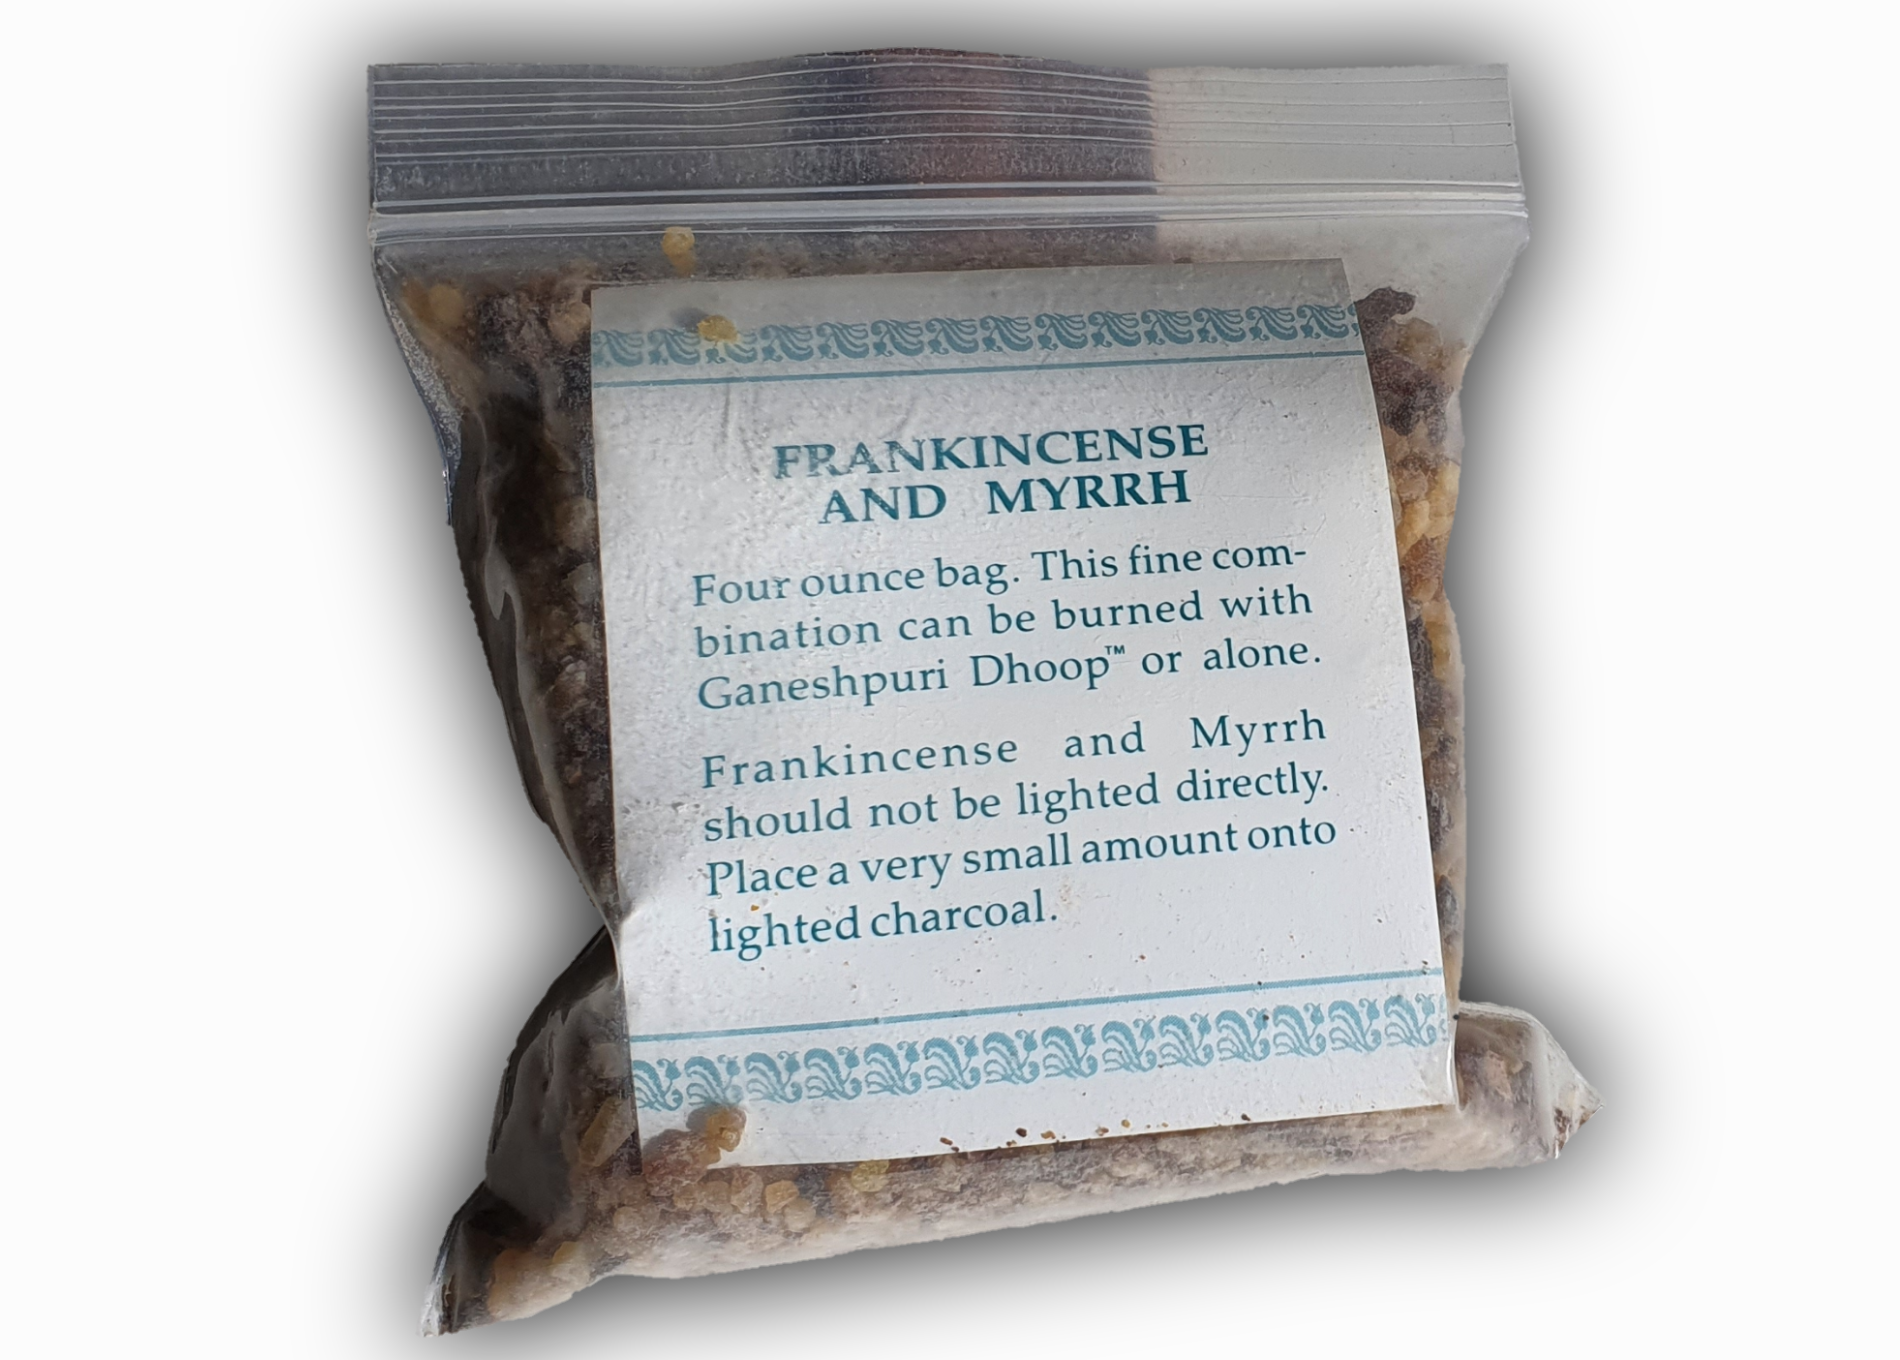 FRANKINCENSE
AND MYRRH
Four ounce bag. This fine com-
bination can be burned with
Ganeshpuri Dhoop™ or alone.
Frankincense and Myrrh
should not be lighted directly.
Place a very small amount onto
lighted charcoal.